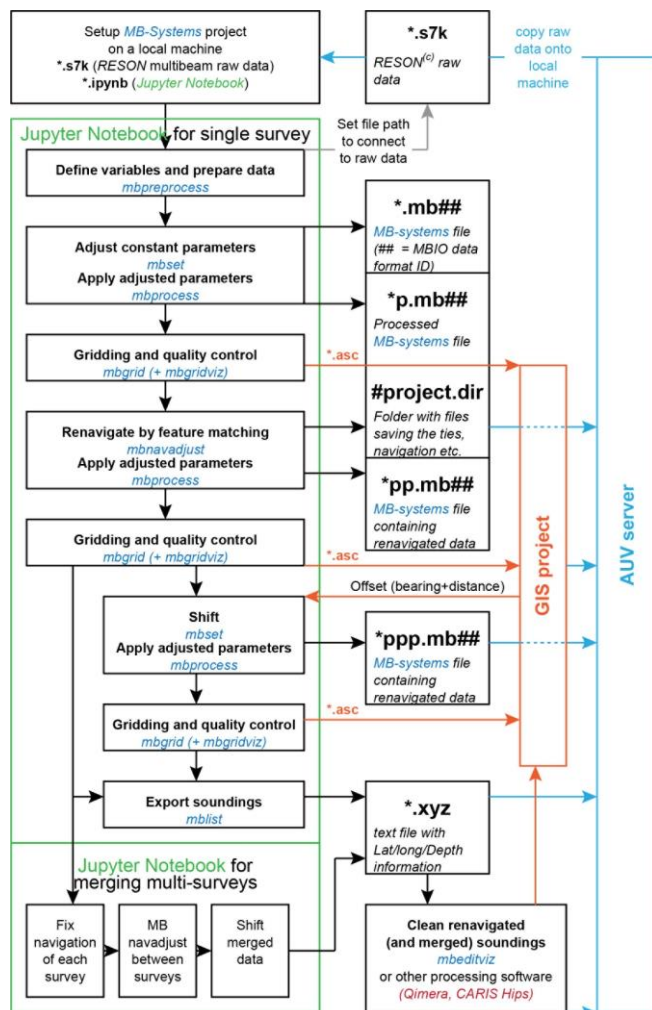 Setup MB-Systems project
on a local machine
*.s7k (RESON multibeam raw data)
*.ipynb (Jupyter Notebook)
*.s7k
RESON(c) raw
data
copy raw
data onto
local
machine
Jupyter Notebook for single survey
Set file path
to connect
to raw data
Define variables and prepare data
mbpreprocess
Adjust constant parameters
mbset
Apply adjusted parameters
mbprocess
*.mb##
MB-systems file
(## = MBIO data
format ID)
*p.mb##
Processed
MB-systems file
Gridding and quality control
mbgrid (+ mbgridviz)
*.asc
#project.dir
Folder with files
saving the ties,
navigation etc.
Renavigate by feature matching
mbnavadjust
Apply adjusted parameters
mbprocess
*pp.mb##
MB-systems file
containing
renavigated data
Gridding and quality control
mbgrid (+ mbgridviz)
*.asc
Offset (bearing+distance)
GIS project
AUV server
Shift
mbset
Apply adjusted parameters
mbprocess
*ppp.mb##
MB-systems file
containing
renavigated data
Gridding and quality control
mbgrid (+ mbgridviz)
*.asc
Export soundings
mblist
*.xyz
text file with
Lat/long/Depth
information
Jupyter Notebook for
merging multi-surveys
Fix
navigation
of each
survey
MB
navadjust
between
surveys
Shift
merged
data
Clean renavigated
(and merged) soundings
mbeditviz
or other processing software
(Qimera, CARIS Hips)